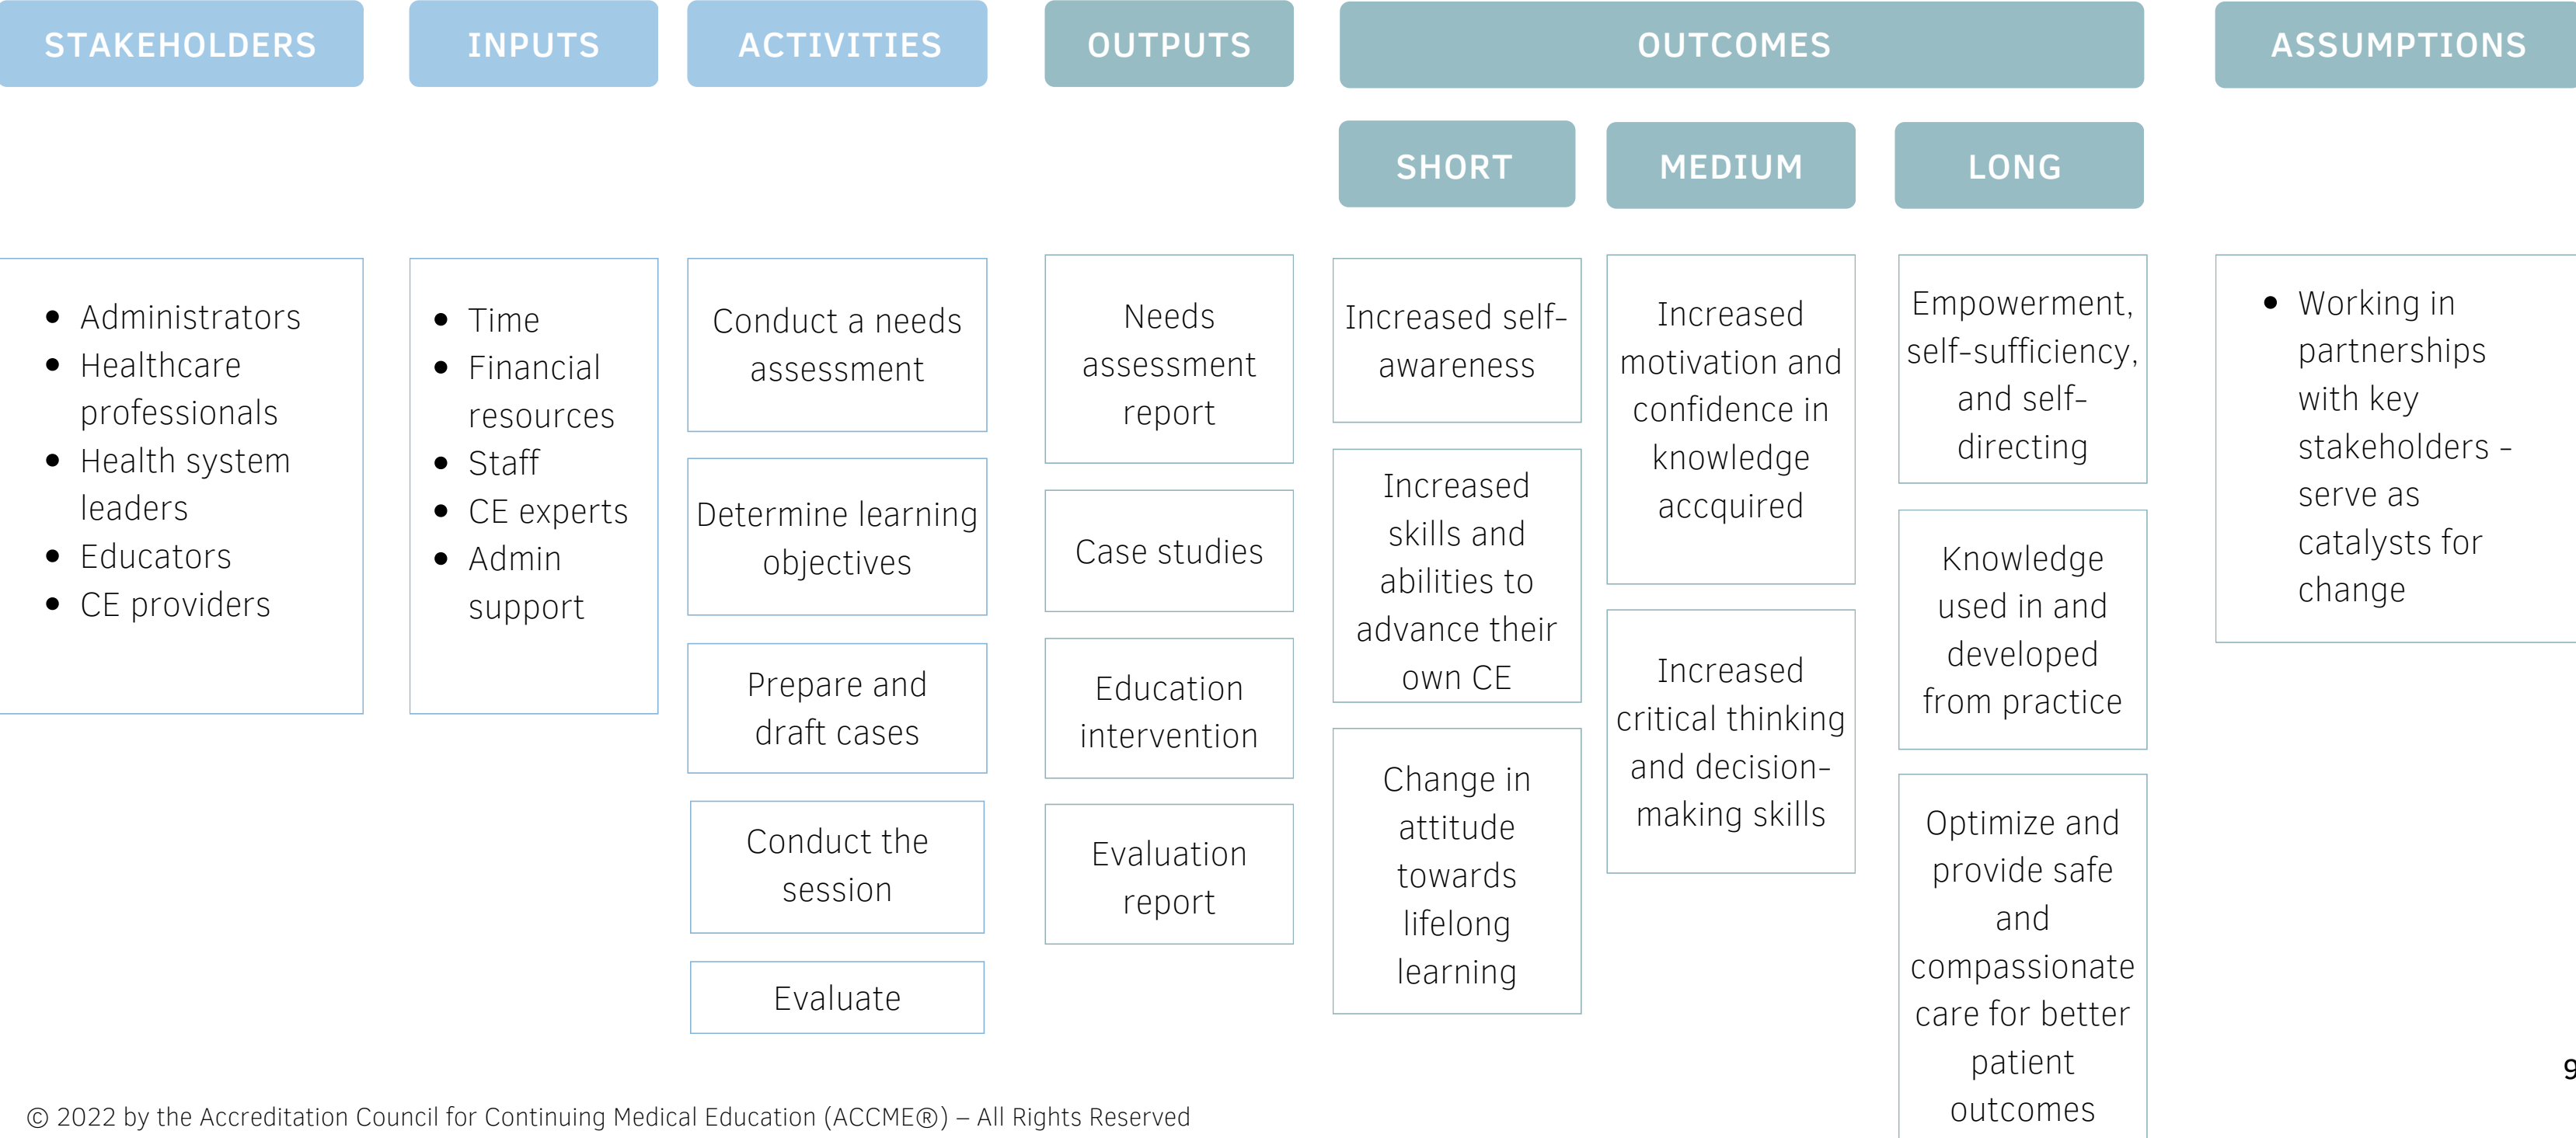 STAKEHOLDERS
INPUTS
ACTIVITIES
OUTPUTS
OUTCOMES
ASSUMPTIONS
SHORT
MEDIUM
LONG
• Administrators
• Healthcare
professionals
• Health system
leaders
• Educators
• CE providers
• Time
• Financial
resources
• Staff
• CE experts
• Admin
support
Conduct a needs
assessment
Determine learning
objectives
Prepare and
draft cases
Conduct the
session
Evaluate
Needs
assessment
report
Case studies
Education
intervention
Evaluation
report
Increased self-
awareness
Increased
skills and
abilities to
advance their
own CE
Change in
attitude
towards
lifelong
learning
Increased
motivation and
confidence in
knowledge
accquired
Increased
critical thinking
and decision-
making skills
Empowerment,
self-sufficiency,
and self-
directing
Knowledge
used in and
developed
from practice
Optimize and
provide safe
and
compassionate
care for better
patient
outcomes
• Working in
partnerships
with key
stakeholders -
serve as
catalysts for
change
9
© 2022 by the Accreditation Council for Continuing Medical Education (ACCME®) – All Rights Reserved